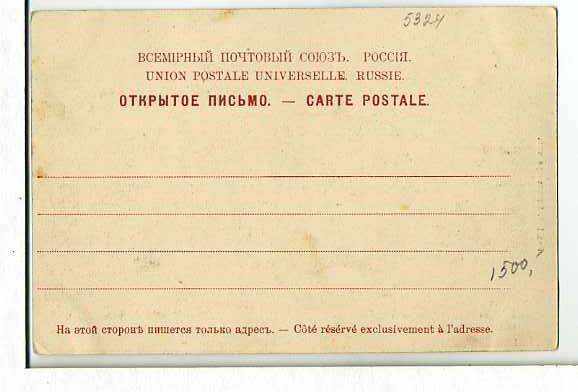 5324
ВСЕМІРНЫЙ ПОЧТОВЫЙ СОЮЗЪ. РОССІЯ.
UNION POSTALE UNIVERSELLE. RUSSIE.
ОТКРЫТОЕ ПИСЬМО. — CARTE POSTALE.
1500,
На этой сторонѣ пишется только адресъ. — Côté résérvé exclusivement à l'adresse.